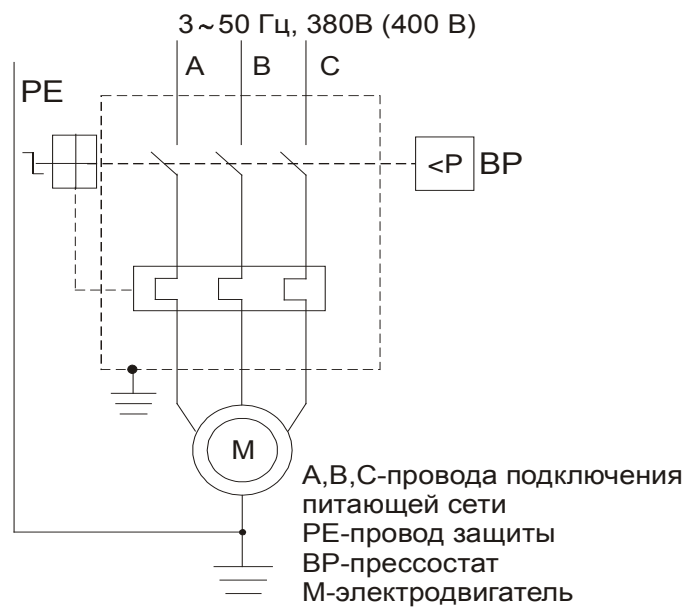 3~50 Гц, 380В (400 В)
A B C
PE
<P BP
M
A,B,C-провода подключения
питающей сети
PE-провод защиты
BP-прессостат
М-электродвигатель